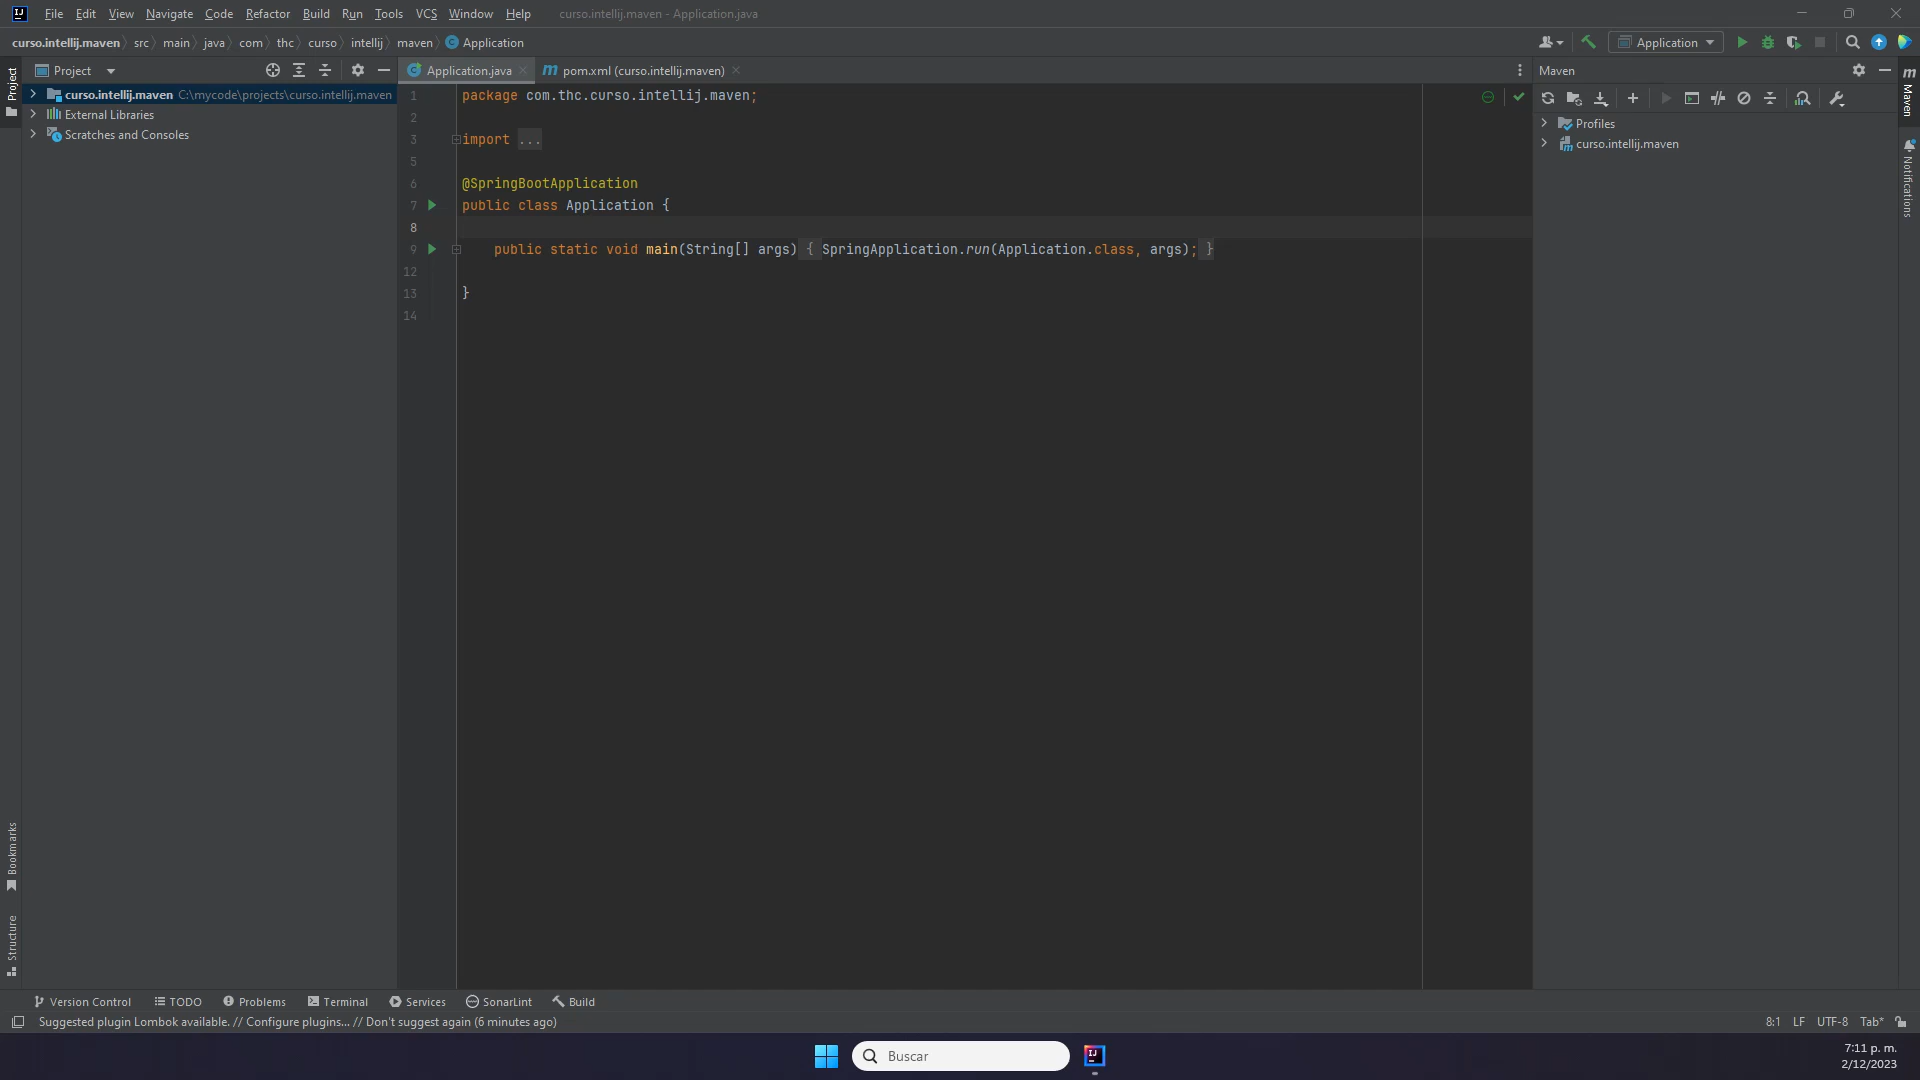 File Edit View Navigate Code Refactor Build Run Tools VCS Window Help curso.intellij.maven - Application.java
curso.intellij.maven src main java com thc curso intellij maven Application
Application
Project
Application.java
pom.xml (curso.intellij.maven)
Maven
Project
curso.intellij.maven C:\mycode\projects\curso.intellij.maven
External Libraries
Scratches and Consoles
Bookmarks
Structure
1 package com.thc.curso.intellij.maven;
2
3 import ...
5
6 @SpringBootApplication
7 public class Application {
8
9 public static void main(String[] args) { SpringApplication.run(Application.class, args); }
12
13 }
14
Profiles
curso.intellij.maven
Maven
Notifications
Version Control TODO Problems Terminal Services SonarLint Build
Suggested plugin Lombok available. // Configure plugins... // Don't suggest again (6 minutes ago)
8:1 LF UTF-8 Tab*
Buscar
7:11 p. m.
2/12/2023